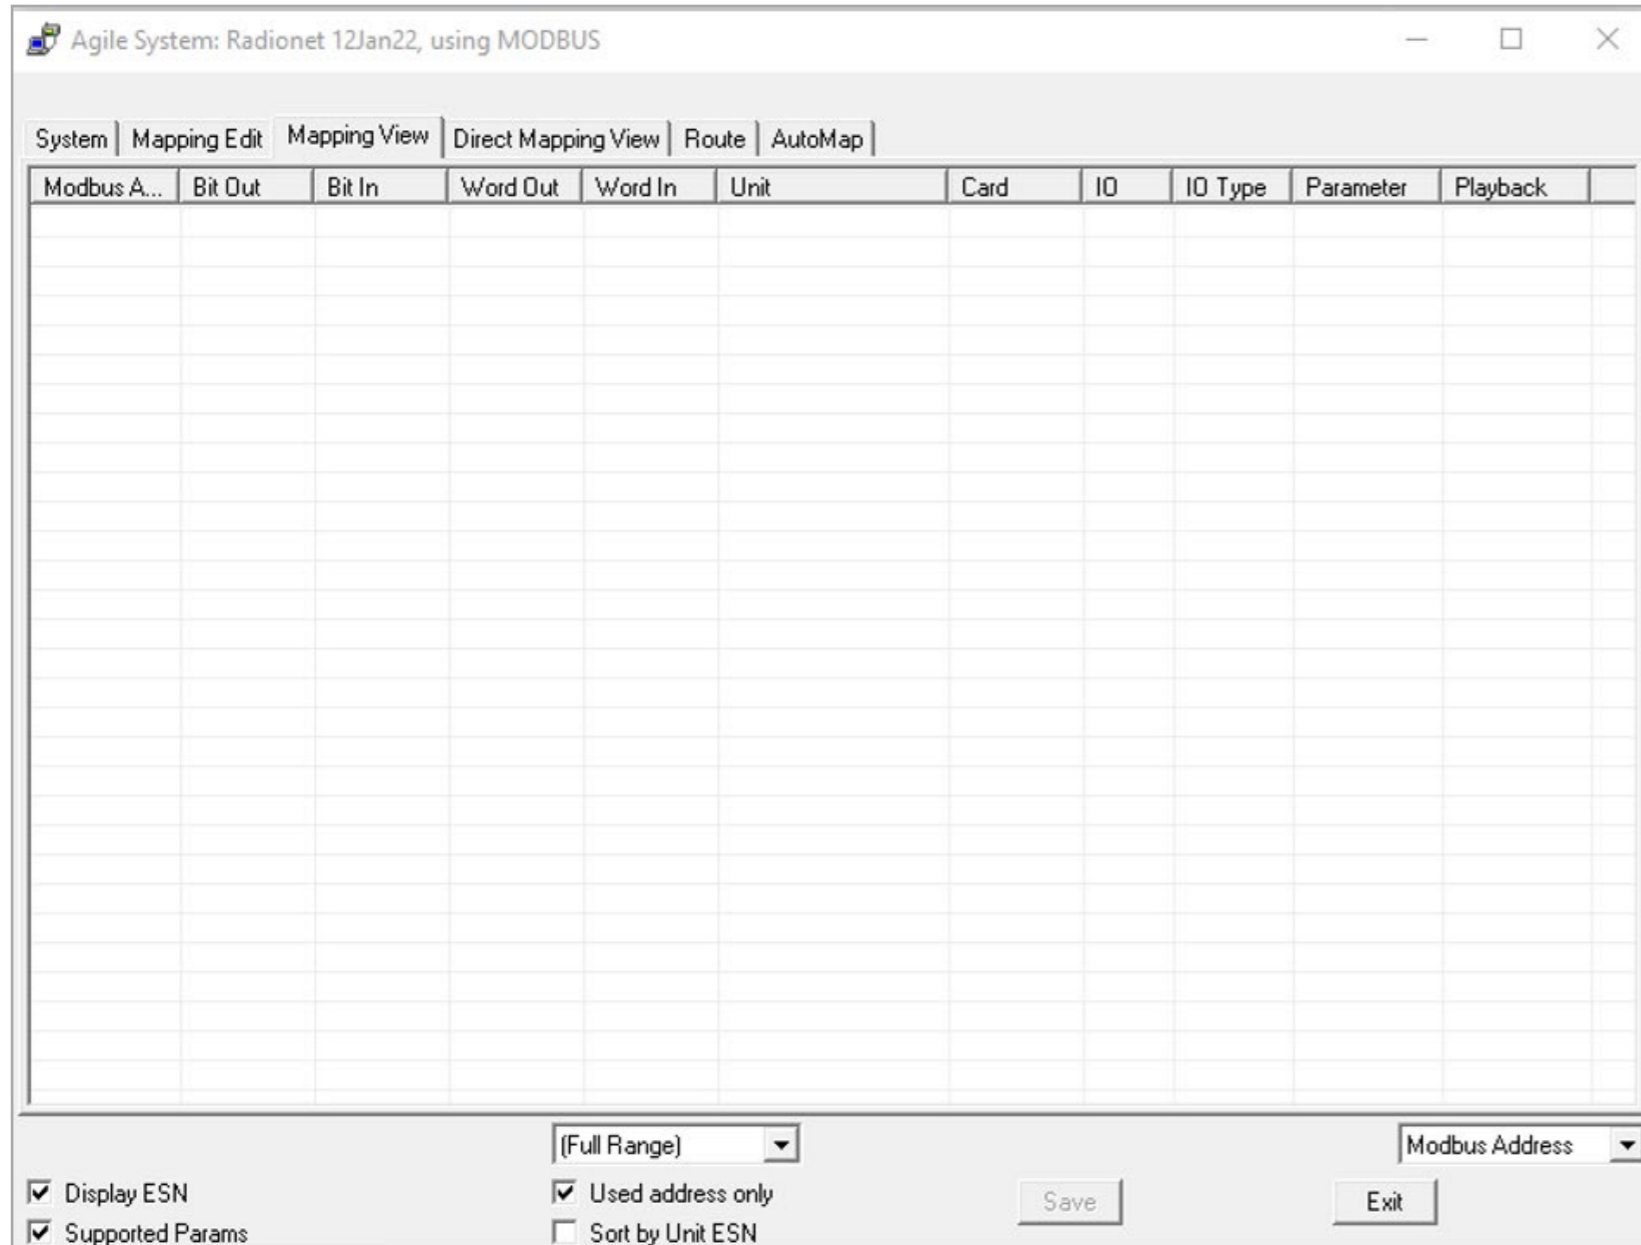 Agile System: Radionet 12Jan22, using MODBUS
System Mapping Edit Mapping View Direct Mapping View Route AutoMap
Modbus A... Bit Out Bit In Word Out Word In Unit Card IO IO Type Parameter Playback
(Full Range) Modbus Address
Display ESN Used address only Save Exit
Supported Params Sort by Unit ESN